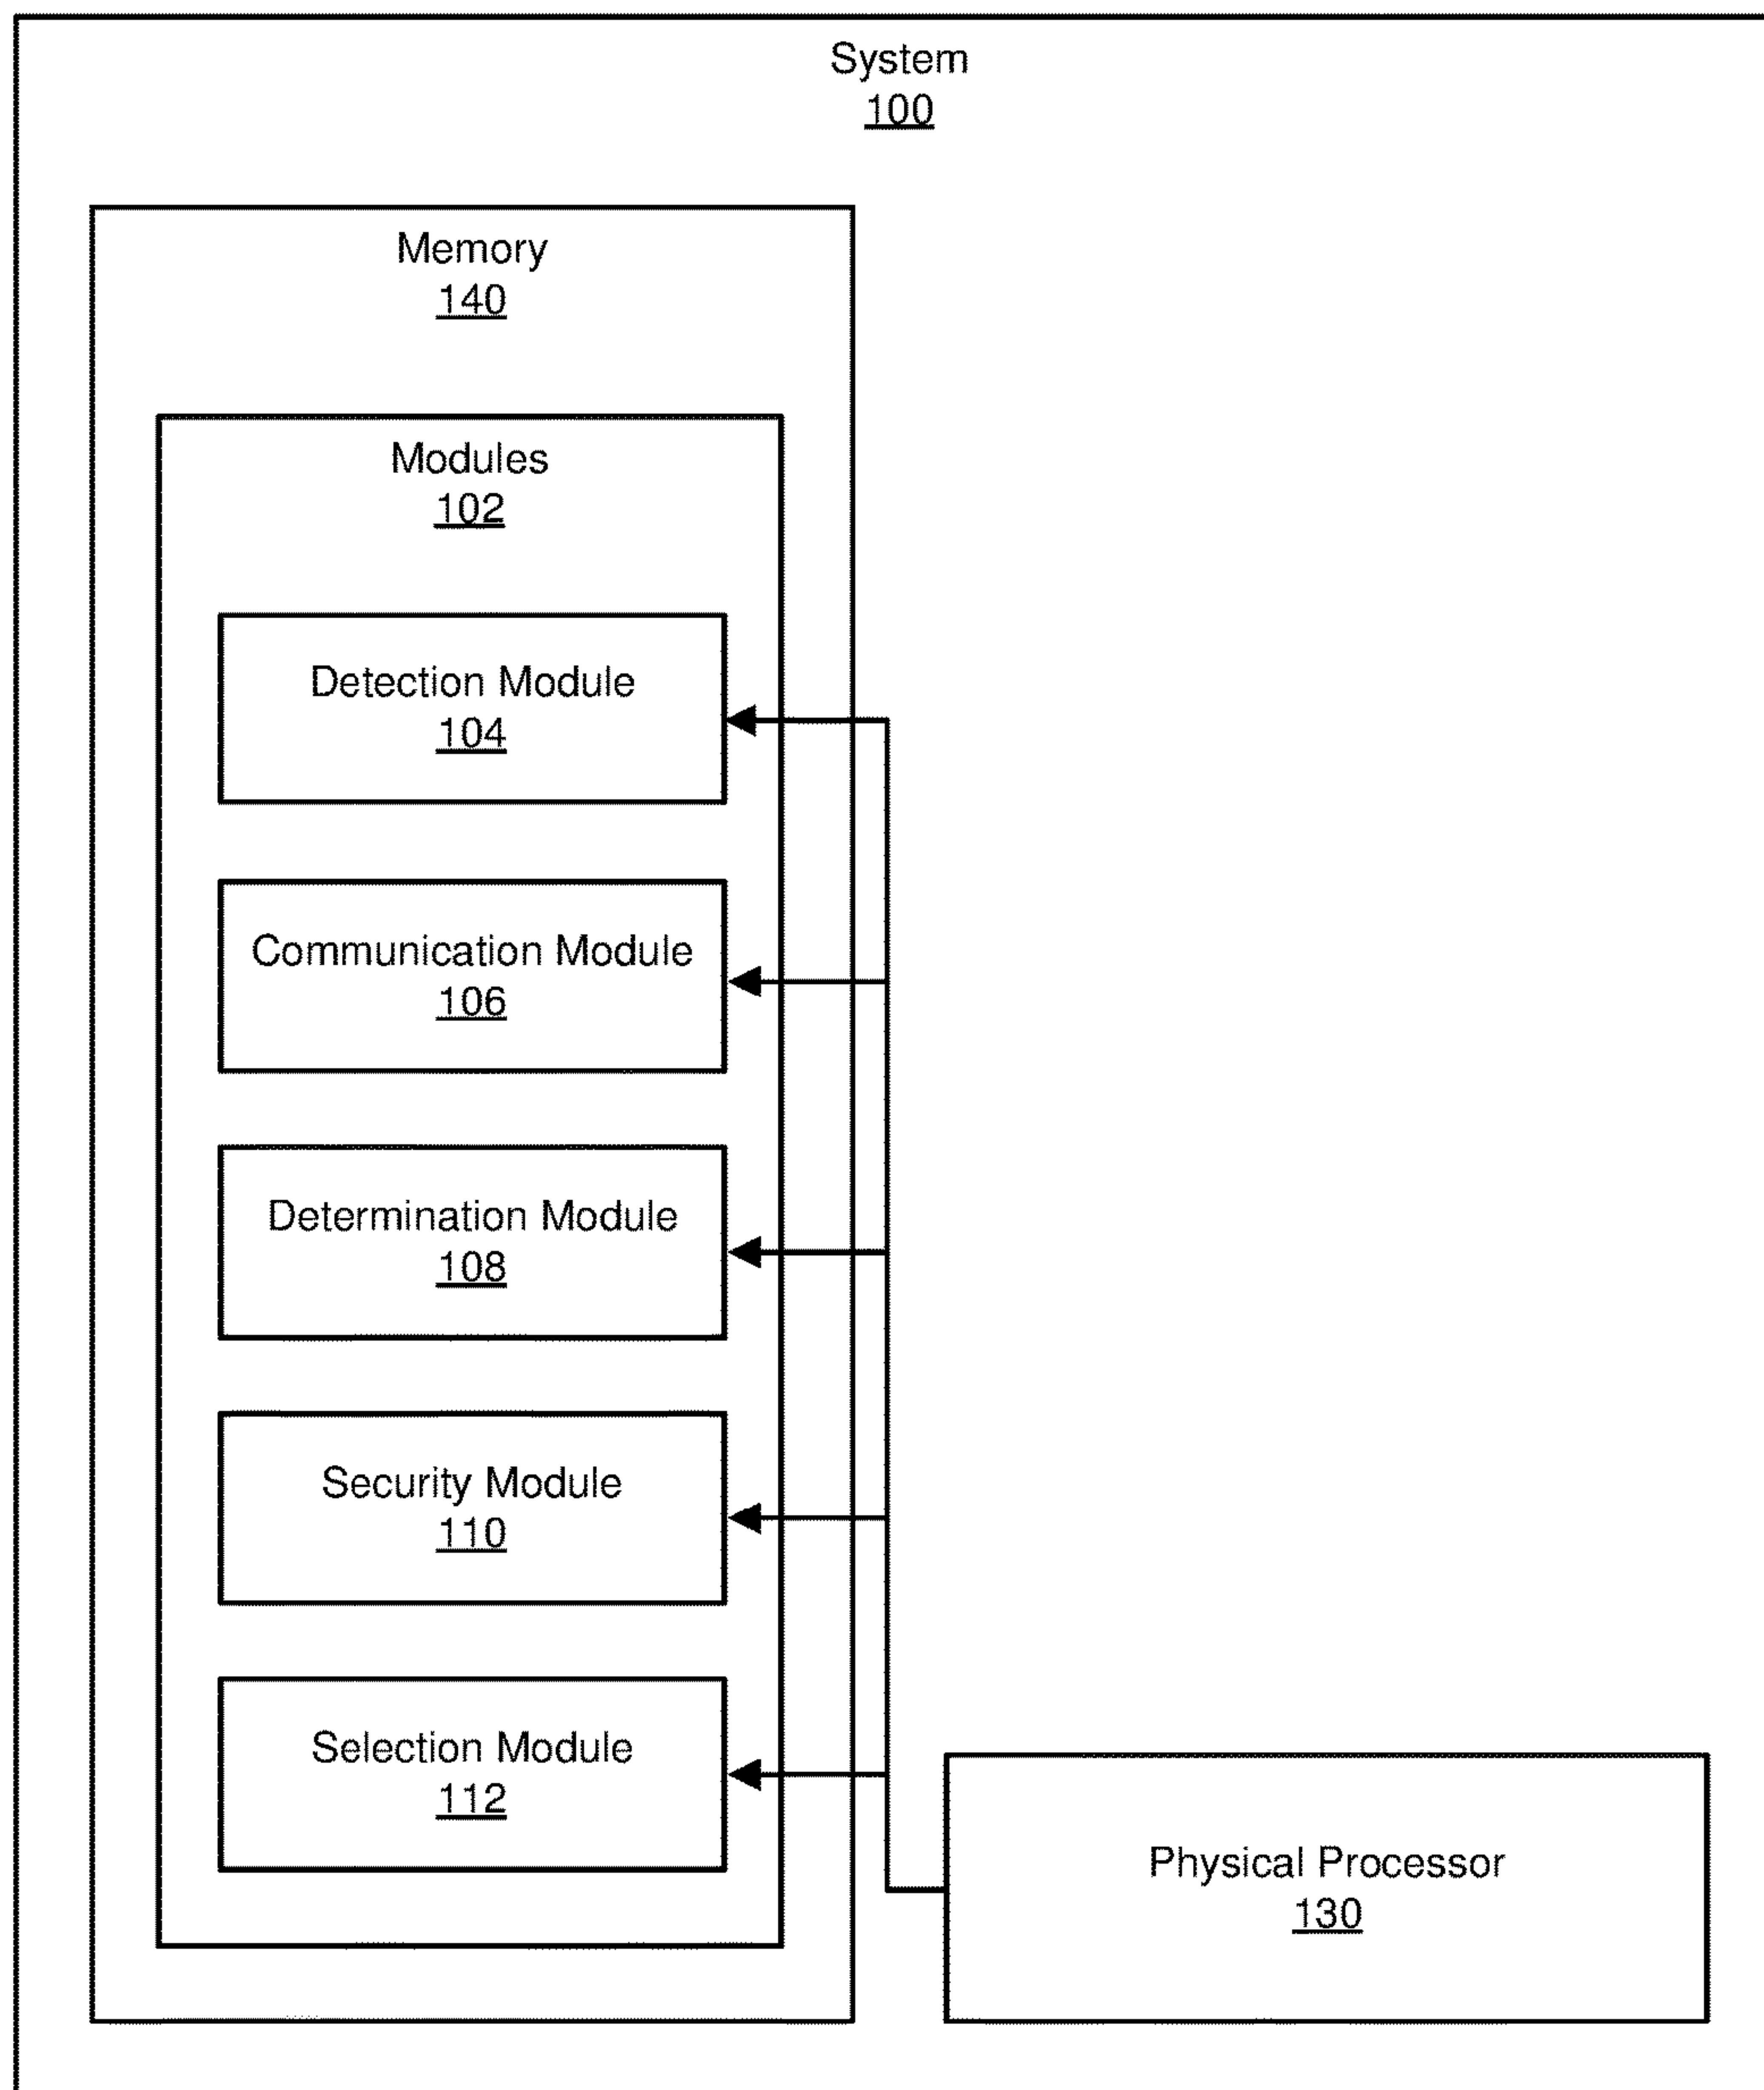 System
100
Memory
140
Modules
102
Detection Module
104
Communication Module
106
Determination Module
108
Security Module
110
Selection Module
112
Physical Processor
130